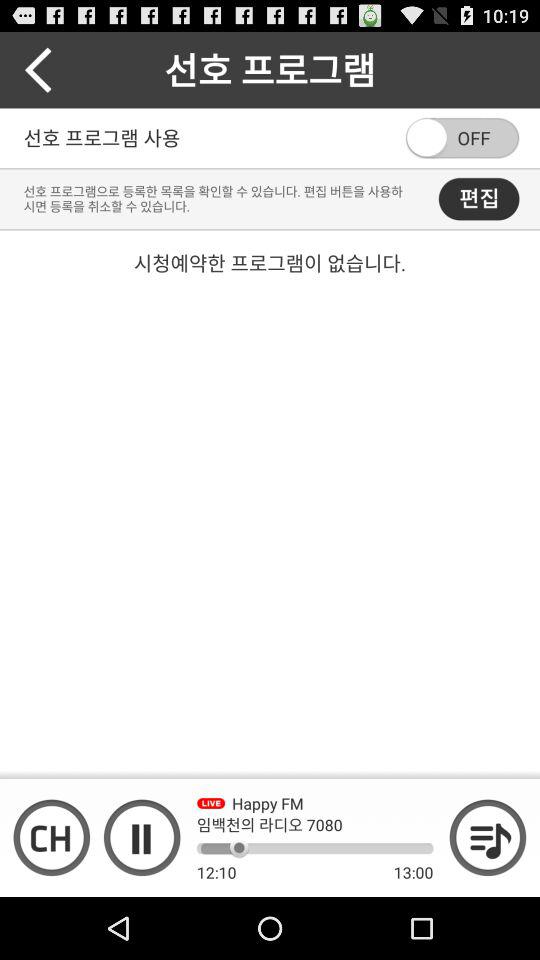 10:19
선호 프로그램
선호 프로그램 사용
OFF
선호 프로그램으로 등록한 목록을 확인할 수 있습니다. 편집 버튼을 사용하
시면 등록을 취소할 수 있습니다.
편집
시청예약한 프로그램이 없습니다.
CH
LIVE Happy FM
임백천의 라디오 7080
12:10 13:00